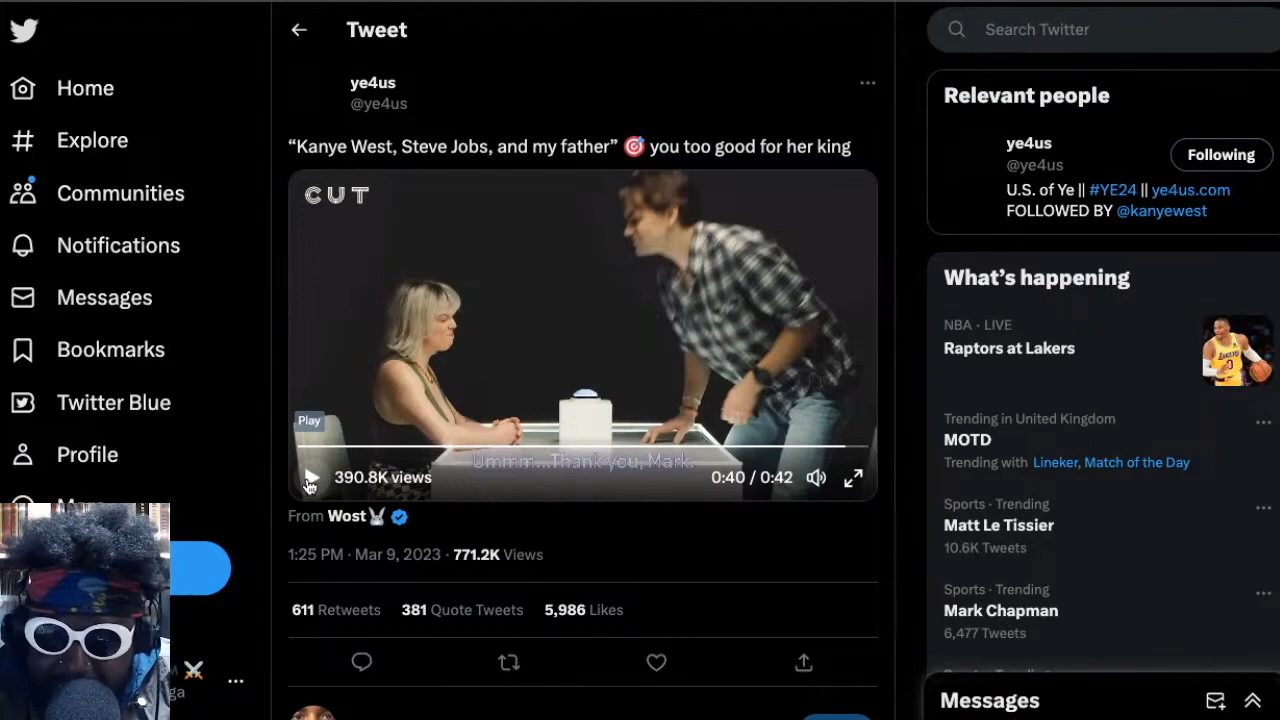 Tweet
Search Twitter
Home
Explore
Communities
Notifications
Messages
Bookmarks
Twitter Blue
Profile
ye4us
@ye4us
“Kanye West, Steve Jobs, and my father” 🎯 you too good for her king
CUT
Play
Ummm...Thank you, Mark.
390.8K views
0:40 / 0:42
From Wost🐰
1:25 PM · Mar 9, 2023 · 771.2K Views
611 Retweets 381 Quote Tweets 5,986 Likes
Relevant people
ye4us
@ye4us
Following
U.S. of Ye || #YE24 || ye4us.com
FOLLOWED BY @kanyewest
What’s happening
NBA · LIVE
Raptors at Lakers
Trending in United Kingdom
MOTD
Trending with Lineker, Match of the Day
Sports · Trending
Matt Le Tissier
10.6K Tweets
Sports · Trending
Mark Chapman
6,477 Tweets
Messages